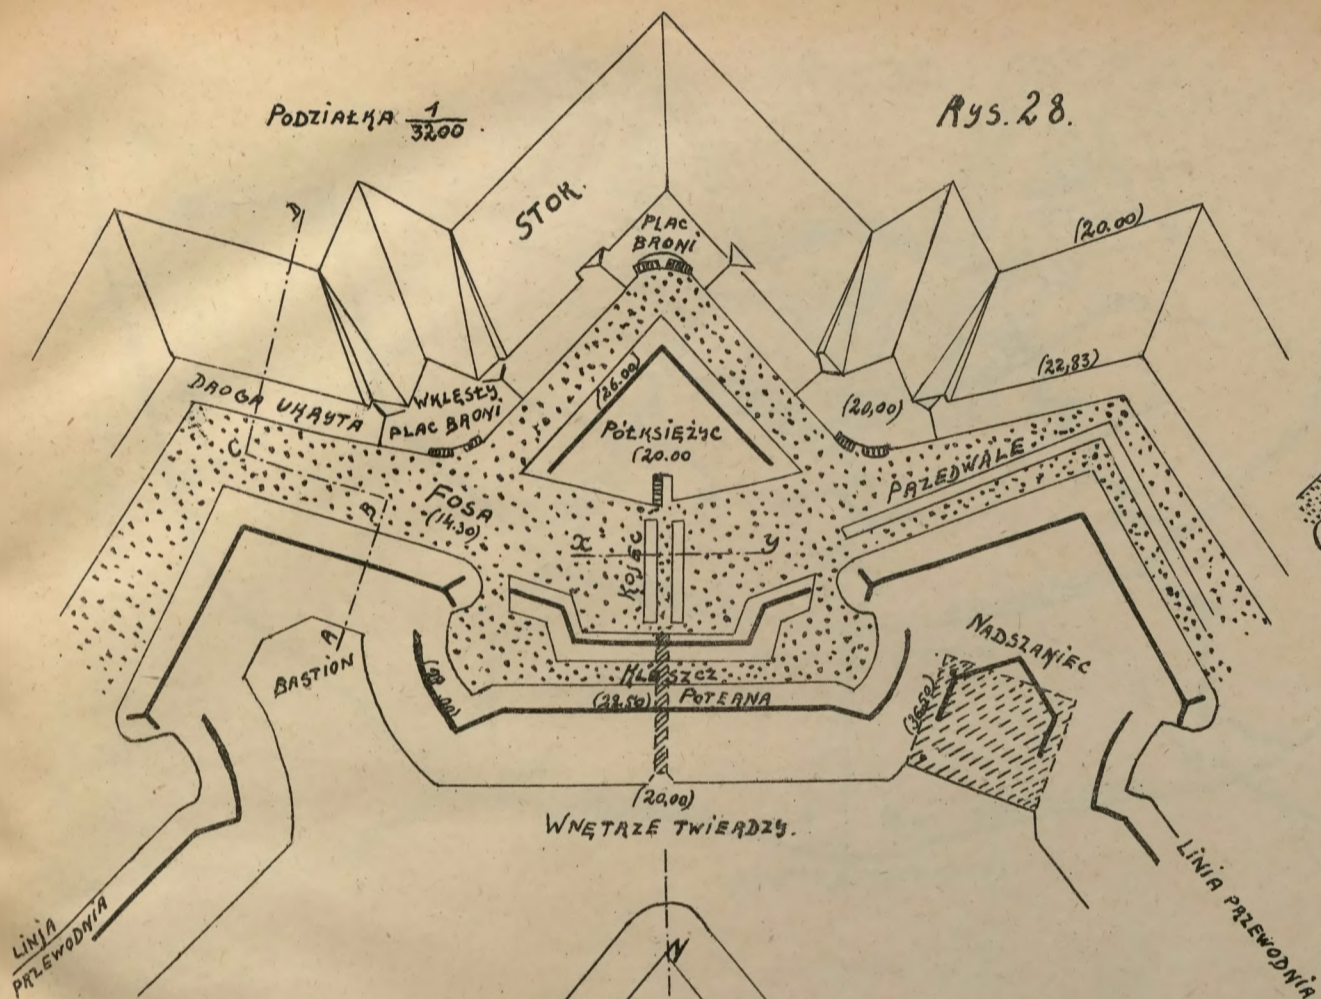 PODZIAŁKA 1/3200
Rys. 28.
STOK.
D
PLAC
BRONI
(20.00)
(22,83)
DROGA UKRYTA
WKLĘSŁY
PLAC BRONI
(26.00)
(20,00)
PÓŁKSIĘŻYC
(20.00
C
B
FOSA
(14.30)
PRZEDWALE
X
KOJEC
Y
A
BASTION
NADSZANIEC
KLESZCZ
(22.50)
POTERNA
(20,00)
WNĘTRZE TWIERDZY.
LINJA
PRZEWODNIA
LINIA PRZEWODNIA
N